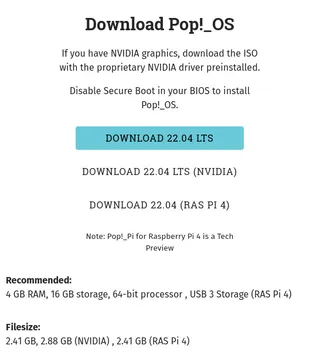 Download Pop!_OS
If you have NVIDIA graphics, download the ISO
with the proprietary NVIDIA driver preinstalled.
Disable Secure Boot in your BIOS to install
Pop!_OS.
DOWNLOAD 22.04 LTS
DOWNLOAD 22.04 LTS (NVIDIA)
DOWNLOAD 22.04 (RAS PI 4)
Note: Pop!_Pi for Raspberry Pi 4 is a Tech
Preview
Recommended:
4 GB RAM, 16 GB storage, 64-bit processor , USB 3 Storage (RAS Pi 4)
Filesize:
2.41 GB, 2.88 GB (NVIDIA) , 2.41 GB (RAS Pi 4)